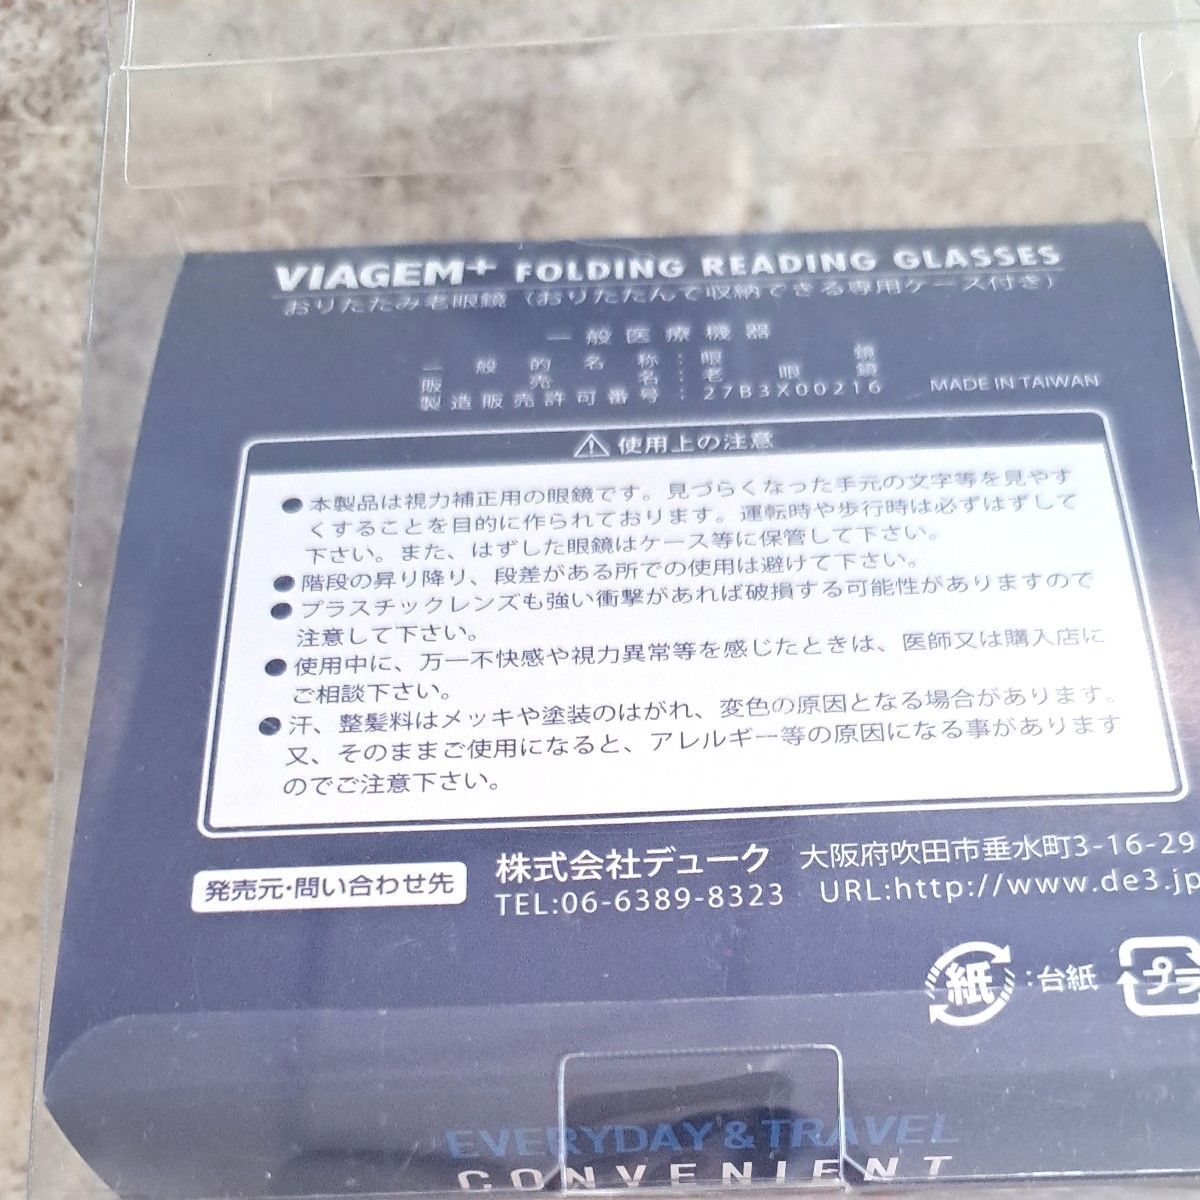 VIAGEM+ FOLDING READING GLASSES
おりたたみ老眼鏡（おりたたんで収納できる専用ケース付き）
一般医療機器
一般的名称：眼鏡
販売名：老眼鏡
製造販売許可番号：27B3X00216
MADE IN TAIWAN
⚠使用上の注意
●本製品は視力補正用の眼鏡です。見づらくなった手元の文字等を見やす
くすることを目的に作られております。運転時や歩行時は必ずはずして
下さい。また、はずした眼鏡はケース等に保管して下さい。
●階段の昇り降り、段差がある所での使用は避けて下さい。
●プラスチックレンズも強い衝撃があれば破損する可能性がありますので
注意して下さい。
●使用中に、万一不快感や視力異常等を感じたときは、医師又は購入店に
ご相談下さい。
●汗、整髪料はメッキや塗装のはがれ、変色の原因となる場合があります。
又、そのままご使用になると、アレルギー等の原因になる事があります
のでご注意下さい。
発売元・問い合わせ先
株式会社デューク 大阪府吹田市垂水町3-16-29
TEL:06-6389-8323 URL:http://www.de3.jp
紙：台紙
プラ
EVERYDAY & TRAVEL
CONVENIENT